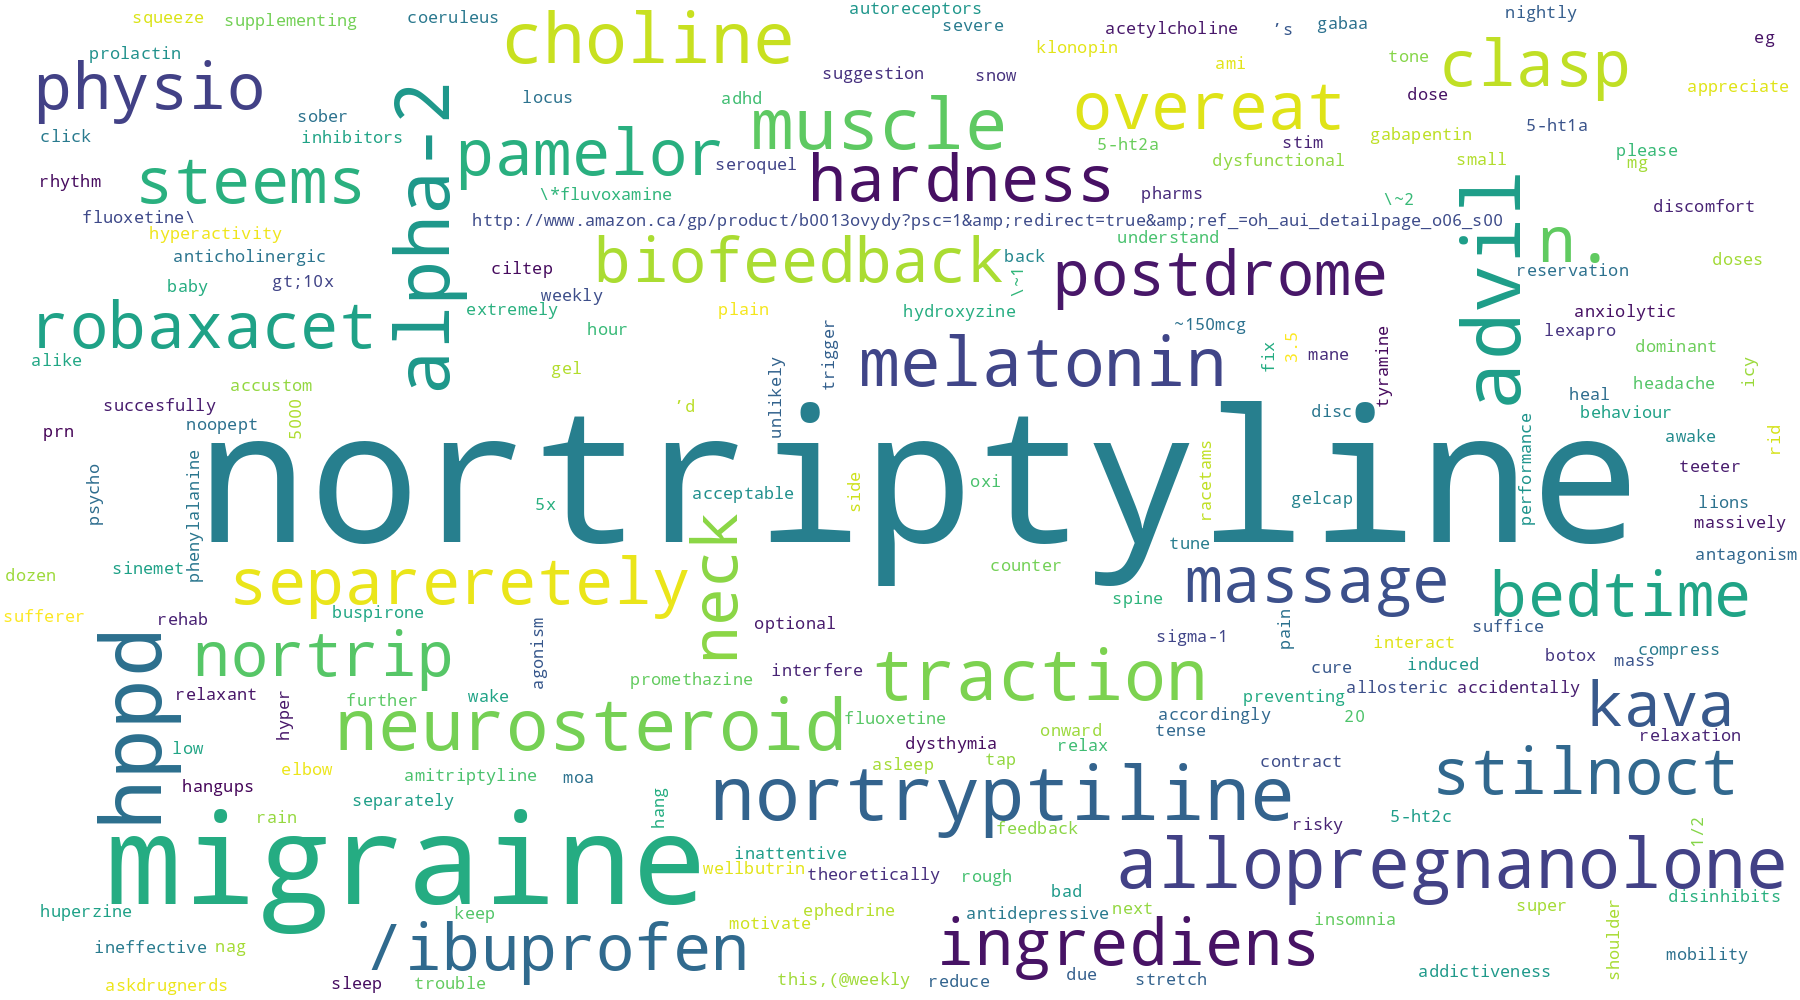 squeeze
supplementing
coeruleus
choline
autoreceptors
severe
acetylcholine
’s
gabaa
nightly
eg
prolactin
klonopin
ami
tone
clasp
physio
suggestion
snow
appreciate
locus
adhd
dose
alpha-2
muscle
overeat
sober
click
inhibitors
5-ht1a
stim
gabapentin
5-ht2a
pamelor
seroquel
hardness
dysfunctional
small
please
mg
steems
rhythm
\*fluvoxamine
pharms
\~2
advill
discomfort
fluoxetine\
http://www.amazon.ca/gp/product/b0013ovydy?psc=1&amp;redirect=true&amp;ref_=oh_aui_detailpage_o06_s00
hyperactivity
understand
n.
anticholinergic
biofeedback
back
postdrome
doses
ciltep
reservation
baby
gt;10x
weekly
\~1
robaxacet
extremely
plain
hydroxyzine
anxiolytic
hour
~150mcg
lexapro
trigger
fix
3.5
mane
tyramine
dominant
alike
gel
melatonin
accustom
headache
icy
heal
unlikely
succesfully
5000
’d
disc
behaviour
noopept
prn
nortriptyline
performance
awake
rid
psycho
phenylalanine
teeter
5x
acceptable
side
oxi
racetams
gelcap
lions
massively
neck
tune
antagonism
dozen
sinemet
separeretely
counter
massage
bedtime
spine
sufferer
rehab
buspirone
optional
pain
suffice
hppd
nortrip
agonism
sigma-1
interact
compress
botox
mass
interfere
traction
cure
induced
promethazine
relaxant
hyper
further
wake
preventing
allosteric
accidentally
kava
neurosteroid
fluoxetine
accordingly
20
onward
tense
relaxation
low
dysthymia
relax
hangups
elbow
amitriptyline
moa
asleep
tap
contract
stilnoct
separately
hang
nortryptiline
rain
feedback
risky
5-ht2c
1/2
migraine
inattentive
wellbutrin
theoretically
rough
allopregnanolone
bad
disinhibits
huperzine
keep
ephedrine
antidepressive
next
super
insomnia
motivate
shoulder
ineffective
nag
/ibuprofen
ingrediens
mobility
askdrugnerds
sleep
trouble
this,(@weekly
reduce
due
stretch
addictiveness